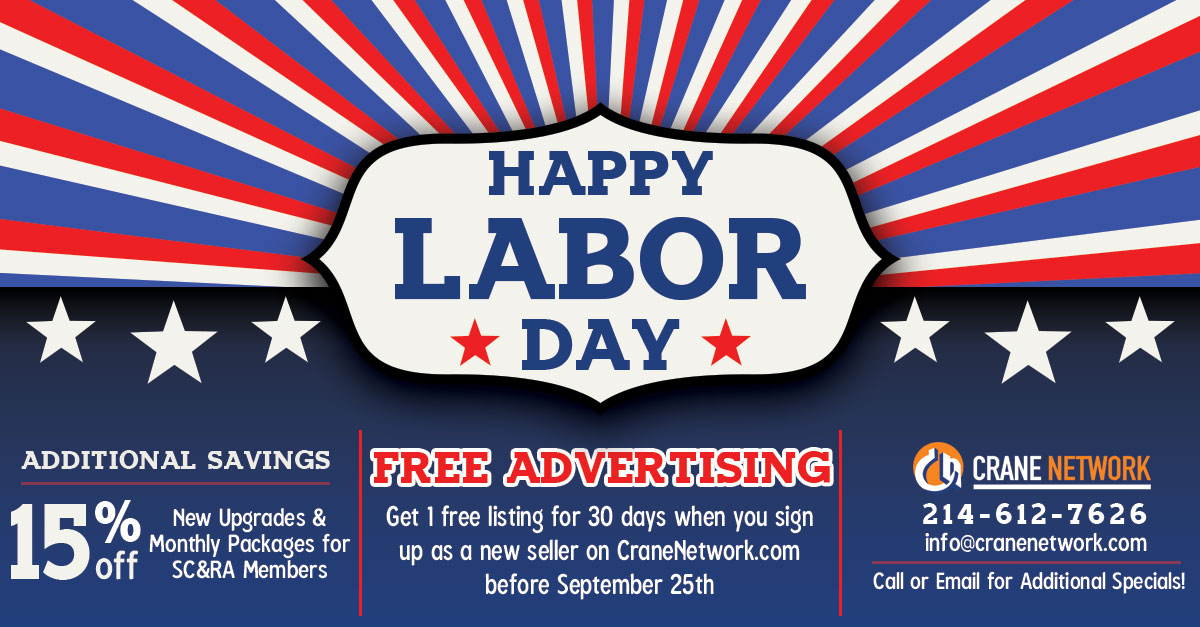 HAPPY
LABOR
DAY
ADDITIONAL SAVINGS
15% off
New Upgrades &
Monthly Packages for
SC&RA Members
FREE ADVERTISING
Get 1 free listing for 30 days when you sign
up as a new seller on CraneNetwork.com
before September 25th
CRANE NETWORK
214-612-7626
info@cranenetwork.com
Call or Email for Additional Specials!